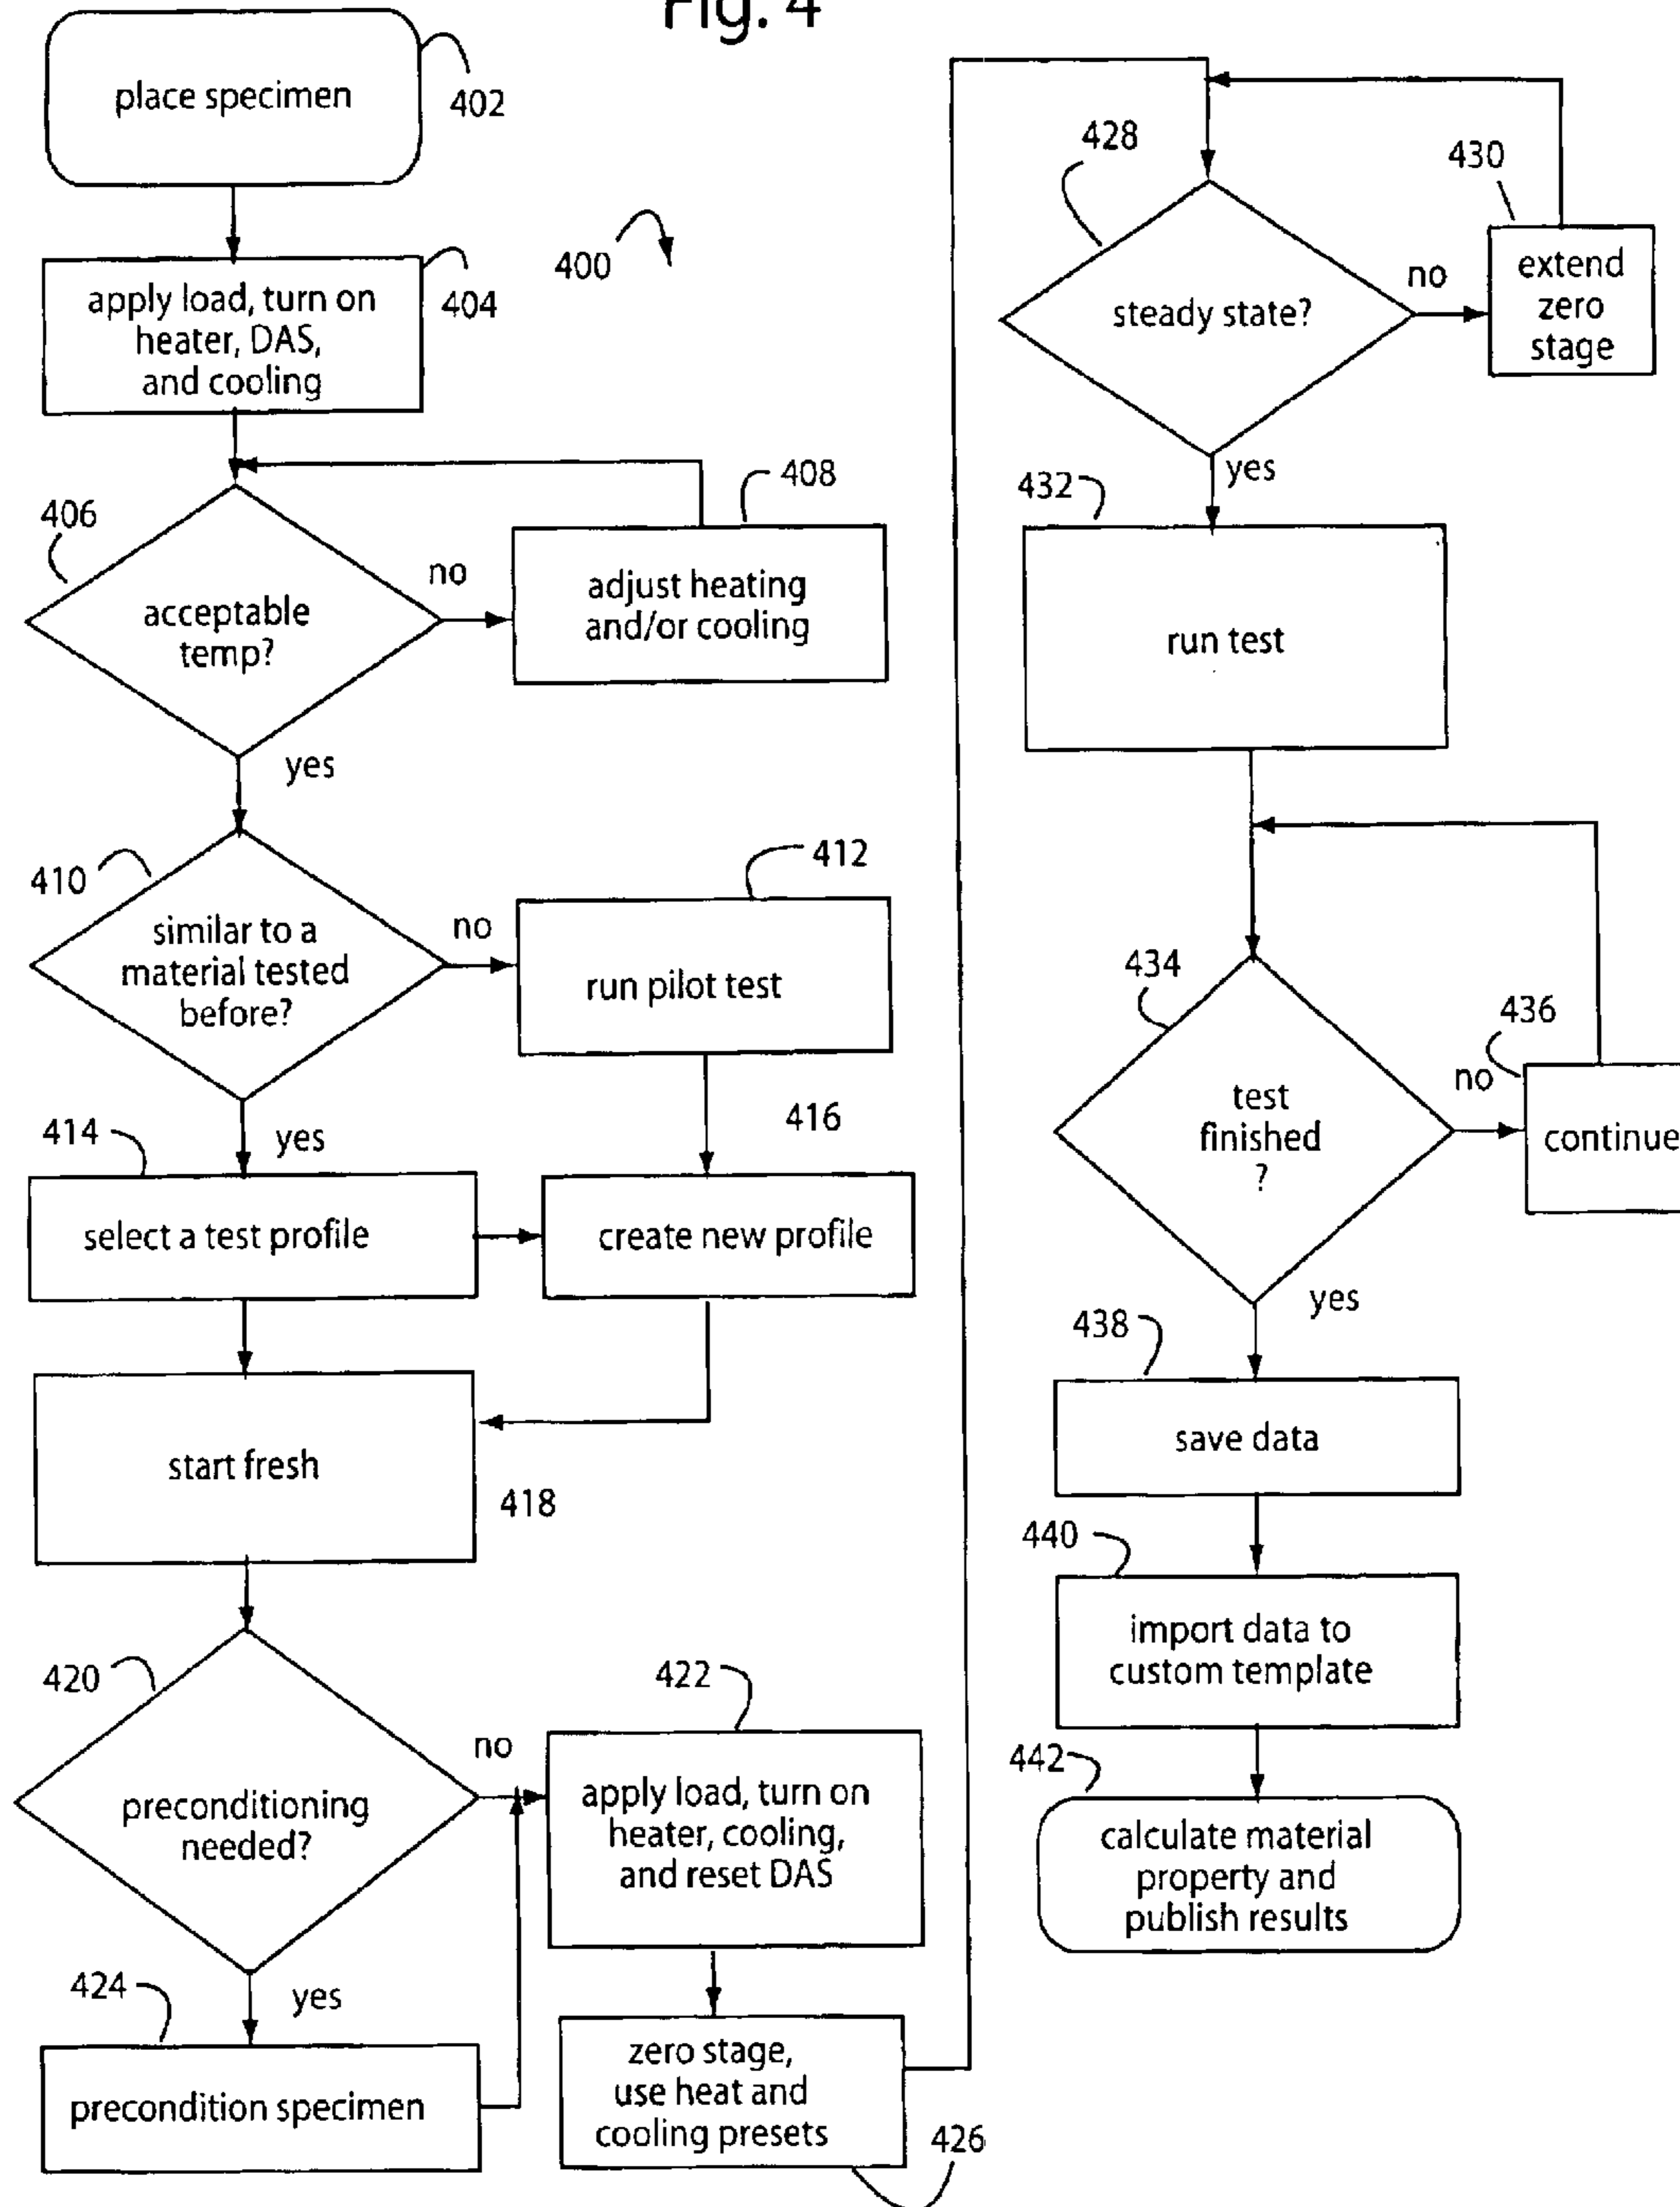 Fig. 4
place specimen
402
400
apply load, turn on
heater, DAS,
and cooling
404
406
acceptable
temp?
no
408
adjust heating
and/or cooling
yes
410
similar to a
material tested
before?
no
412
run pilot test
yes
414
select a test profile
416
create new profile
start fresh
418
420
preconditioning
needed?
no
422
apply load, turn on
heater, cooling,
and reset DAS
yes
424
precondition specimen
zero stage,
use heat and
cooling presets
426
428
steady state?
no
430
extend
zero
stage
yes
432
run test
434
test
finished
?
no
436
continue
yes
438
save data
440
import data to
custom template
442
calculate material
property and
publish results